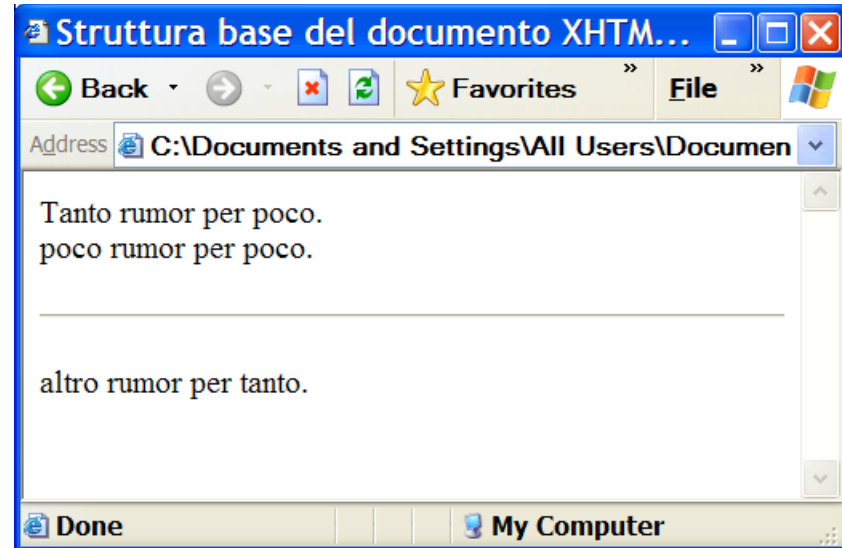 Struttura base del documento XHTM...
Back Favorites » File »
Address C:\Documents and Settings\All Users\Documen
Tanto rumor per poco.
poco rumor per poco.
altro rumor per tanto.
Done My Computer